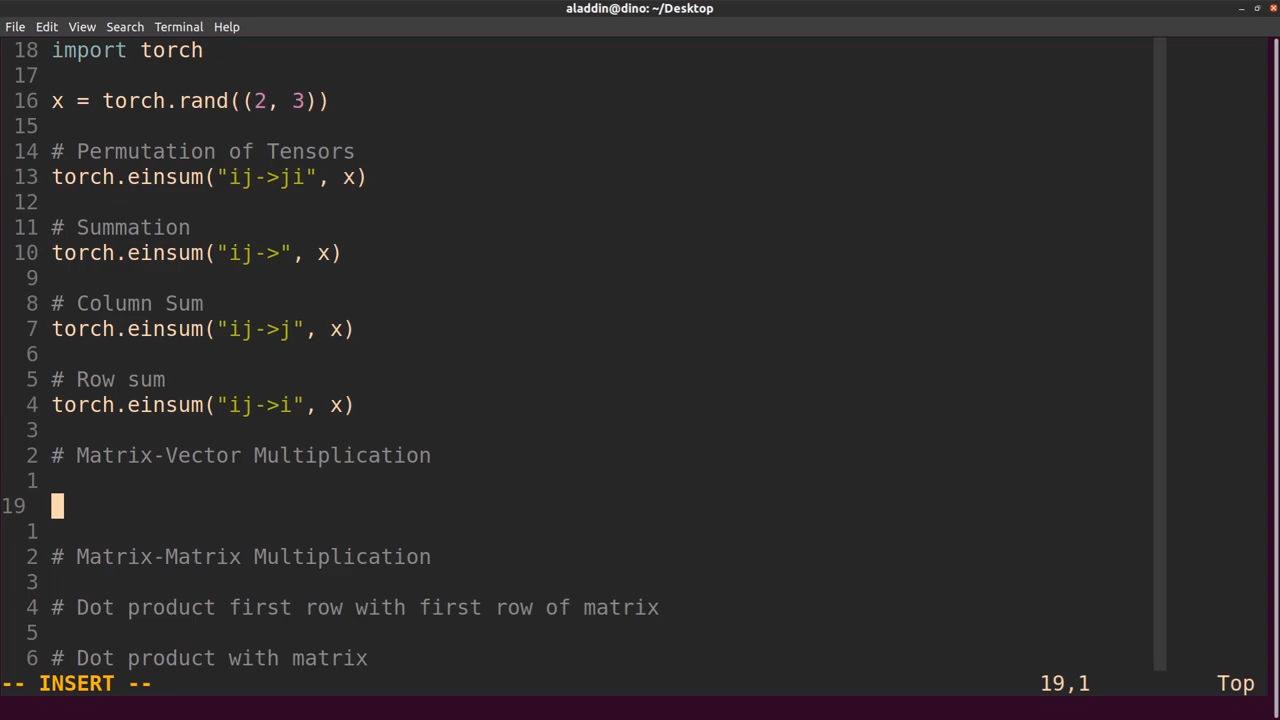 aladdin@dino: ~/Desktop
File Edit View Search Terminal Help
18 import torch
17
16 x = torch.rand((2, 3))
15
14 # Permutation of Tensors
13 torch.einsum("ij->ji", x)
12
11 # Summation
10 torch.einsum("ij->", x)
9
8 # Column Sum
7 torch.einsum("ij->j", x)
6
5 # Row sum
4 torch.einsum("ij->i", x)
3
2 # Matrix-Vector Multiplication
1
19
1
2 # Matrix-Matrix Multiplication
3
4 # Dot product first row with first row of matrix
5
6 # Dot product with matrix
-- INSERT -- 19,1 Top